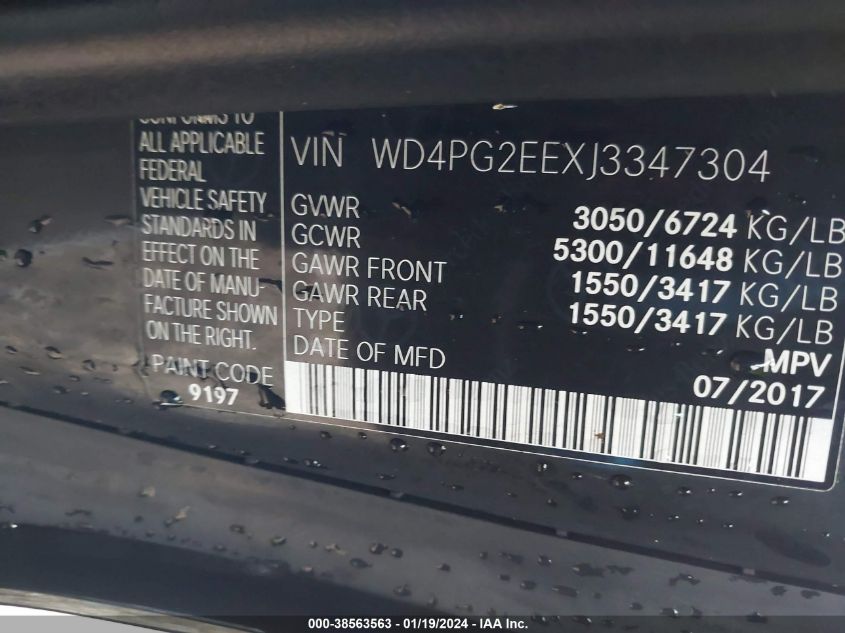 CONFORMS TO
ALL APPLICABLE
FEDERAL
VEHICLE SAFETY
STANDARDS IN
EFFECT ON THE
DATE OF MANU-
FACTURE SHOWN
ON THE RIGHT.
PAINT CODE
9197
VIN WD4PG2EEXJ3347304
GVWR 3050/6724 KG/LB
GCWR 5300/11648 KG/LB
GAWR FRONT 1550/3417 KG/LB
GAWR REAR 1550/3417 KG/LB
TYPE MPV
DATE OF MFD 07/2017
000-38563563 - 01/19/2024 - IAA Inc.